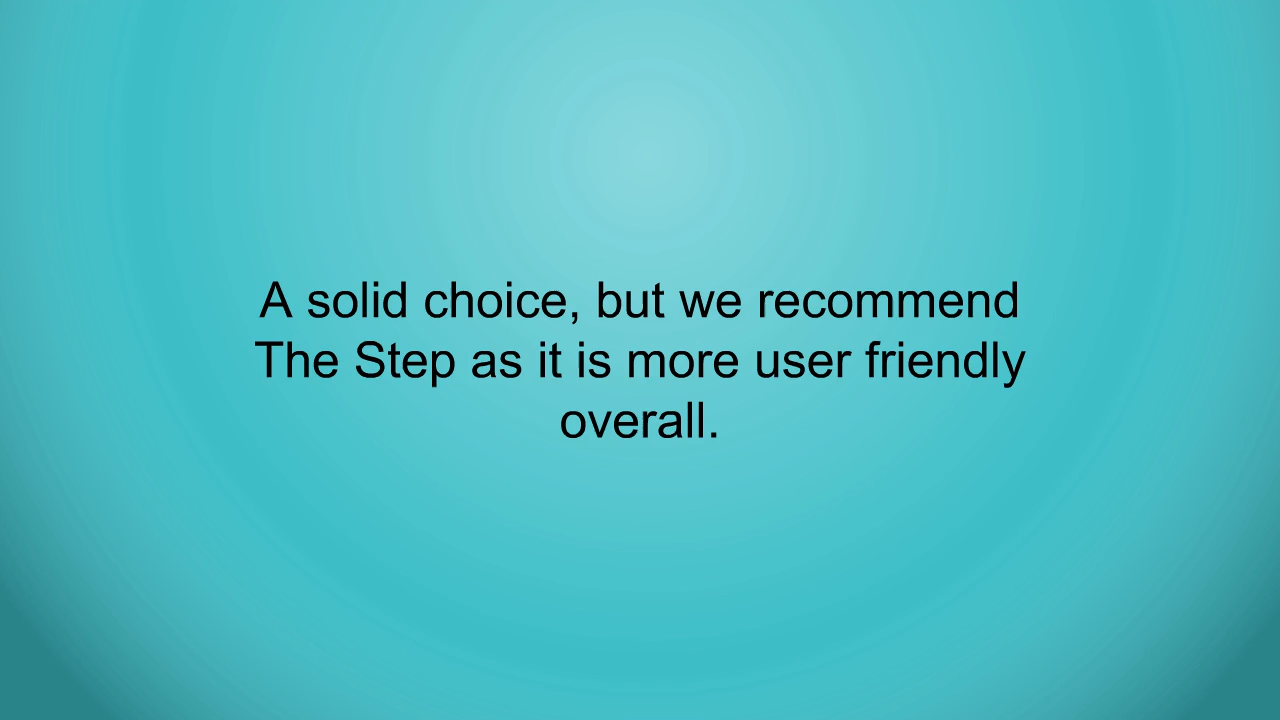 A solid choice, but we recommend
The Step as it is more user friendly
overall.